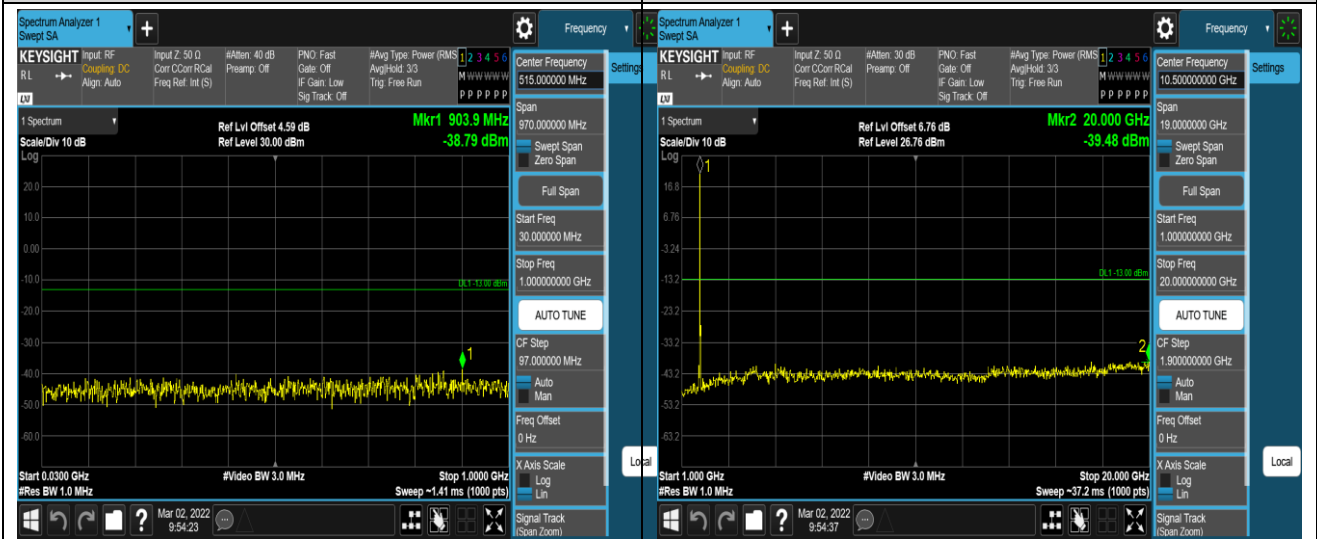 Spectrum Analyzer 1
Swept SA
Frequency
KEYSIGHT
Input: RF
Coupling: DC
Align: Auto
Input Z: 50 Ω
Corr CCorr RCal
Freq Ref: Int (S)
#Atten: 40 dB
Preamp: Off
PNO: Fast
Gate: Off
IF Gain: Low
Sig Track: Off
#Avg Type: Power (RMS
Avg|Hold: 3/3
Trig: Free Run
1 2 3 4 5 6
M W W W W W
P P P P P P
RL
LXI
Center Frequency
515.000000 MHz
Settings
1 Spectrum
Scale/Div 10 dB
Log
Ref Lvl Offset 4.59 dB
Ref Level 30.00 dBm
Mkr1 903.9 MHz
-38.79 dBm
20.0
10.0
0.00
-10.0
-20.0
-30.0
-40.0
-50.0
-60.0
DL1 -13.00 dBm
1
Start 0.0300 GHz
#Res BW 1.0 MHz
#Video BW 3.0 MHz
Stop 1.0000 GHz
Sweep ~1.41 ms (1000 pts)
Span
970.000000 MHz
Swept Span
Zero Span
Full Span
Start Freq
30.000000 MHz
Stop Freq
1.000000000 GHz
AUTO TUNE
CF Step
97.000000 MHz
Auto
Man
Freq Offset
0 Hz
X Axis Scale
Log
Lin
Signal Track
(Span Zoom)
Local
Mar 02, 2022
9:54:23
Spectrum Analyzer 1
Swept SA
Frequency
KEYSIGHT
Input: RF
Coupling: DC
Align: Auto
Input Z: 50 Ω
Corr CCorr RCal
Freq Ref: Int (S)
#Atten: 30 dB
Preamp: Off
PNO: Fast
Gate: Off
IF Gain: Low
Sig Track: Off
#Avg Type: Power (RMS
Avg|Hold: 3/3
Trig: Free Run
1 2 3 4 5 6
M W W W W W
P P P P P P
RL
LXI
Center Frequency
10.500000000 GHz
Settings
1 Spectrum
Scale/Div 10 dB
Log
Ref Lvl Offset 6.76 dB
Ref Level 26.76 dBm
Mkr2 20.000 GHz
-39.48 dBm
1
16.8
6.76
-3.24
-13.2
-23.2
-33.2
-43.2
-53.2
-63.2
DL1 -13.00 dBm
2
Start 1.000 GHz
#Res BW 1.0 MHz
#Video BW 3.0 MHz
Stop 20.000 GHz
Sweep ~37.2 ms (1000 pts)
Span
19.0000000 GHz
Swept Span
Zero Span
Full Span
Start Freq
1.000000000 GHz
Stop Freq
20.000000000 GHz
AUTO TUNE
CF Step
1.900000000 GHz
Auto
Man
Freq Offset
0 Hz
X Axis Scale
Log
Lin
Signal Track
(Span Zoom)
Local
Mar 02, 2022
9:54:37